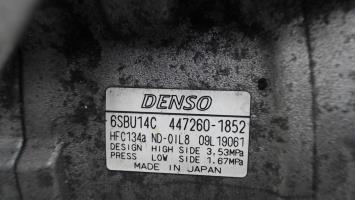 DENSO
6SBU14C 447260-1852
HFC134a ND-OIL8 09L19061
DESIGN HIGH SIDE 3.53MPa
PRESS LOW SIDE 1.67MPa
MADE IN JAPAN